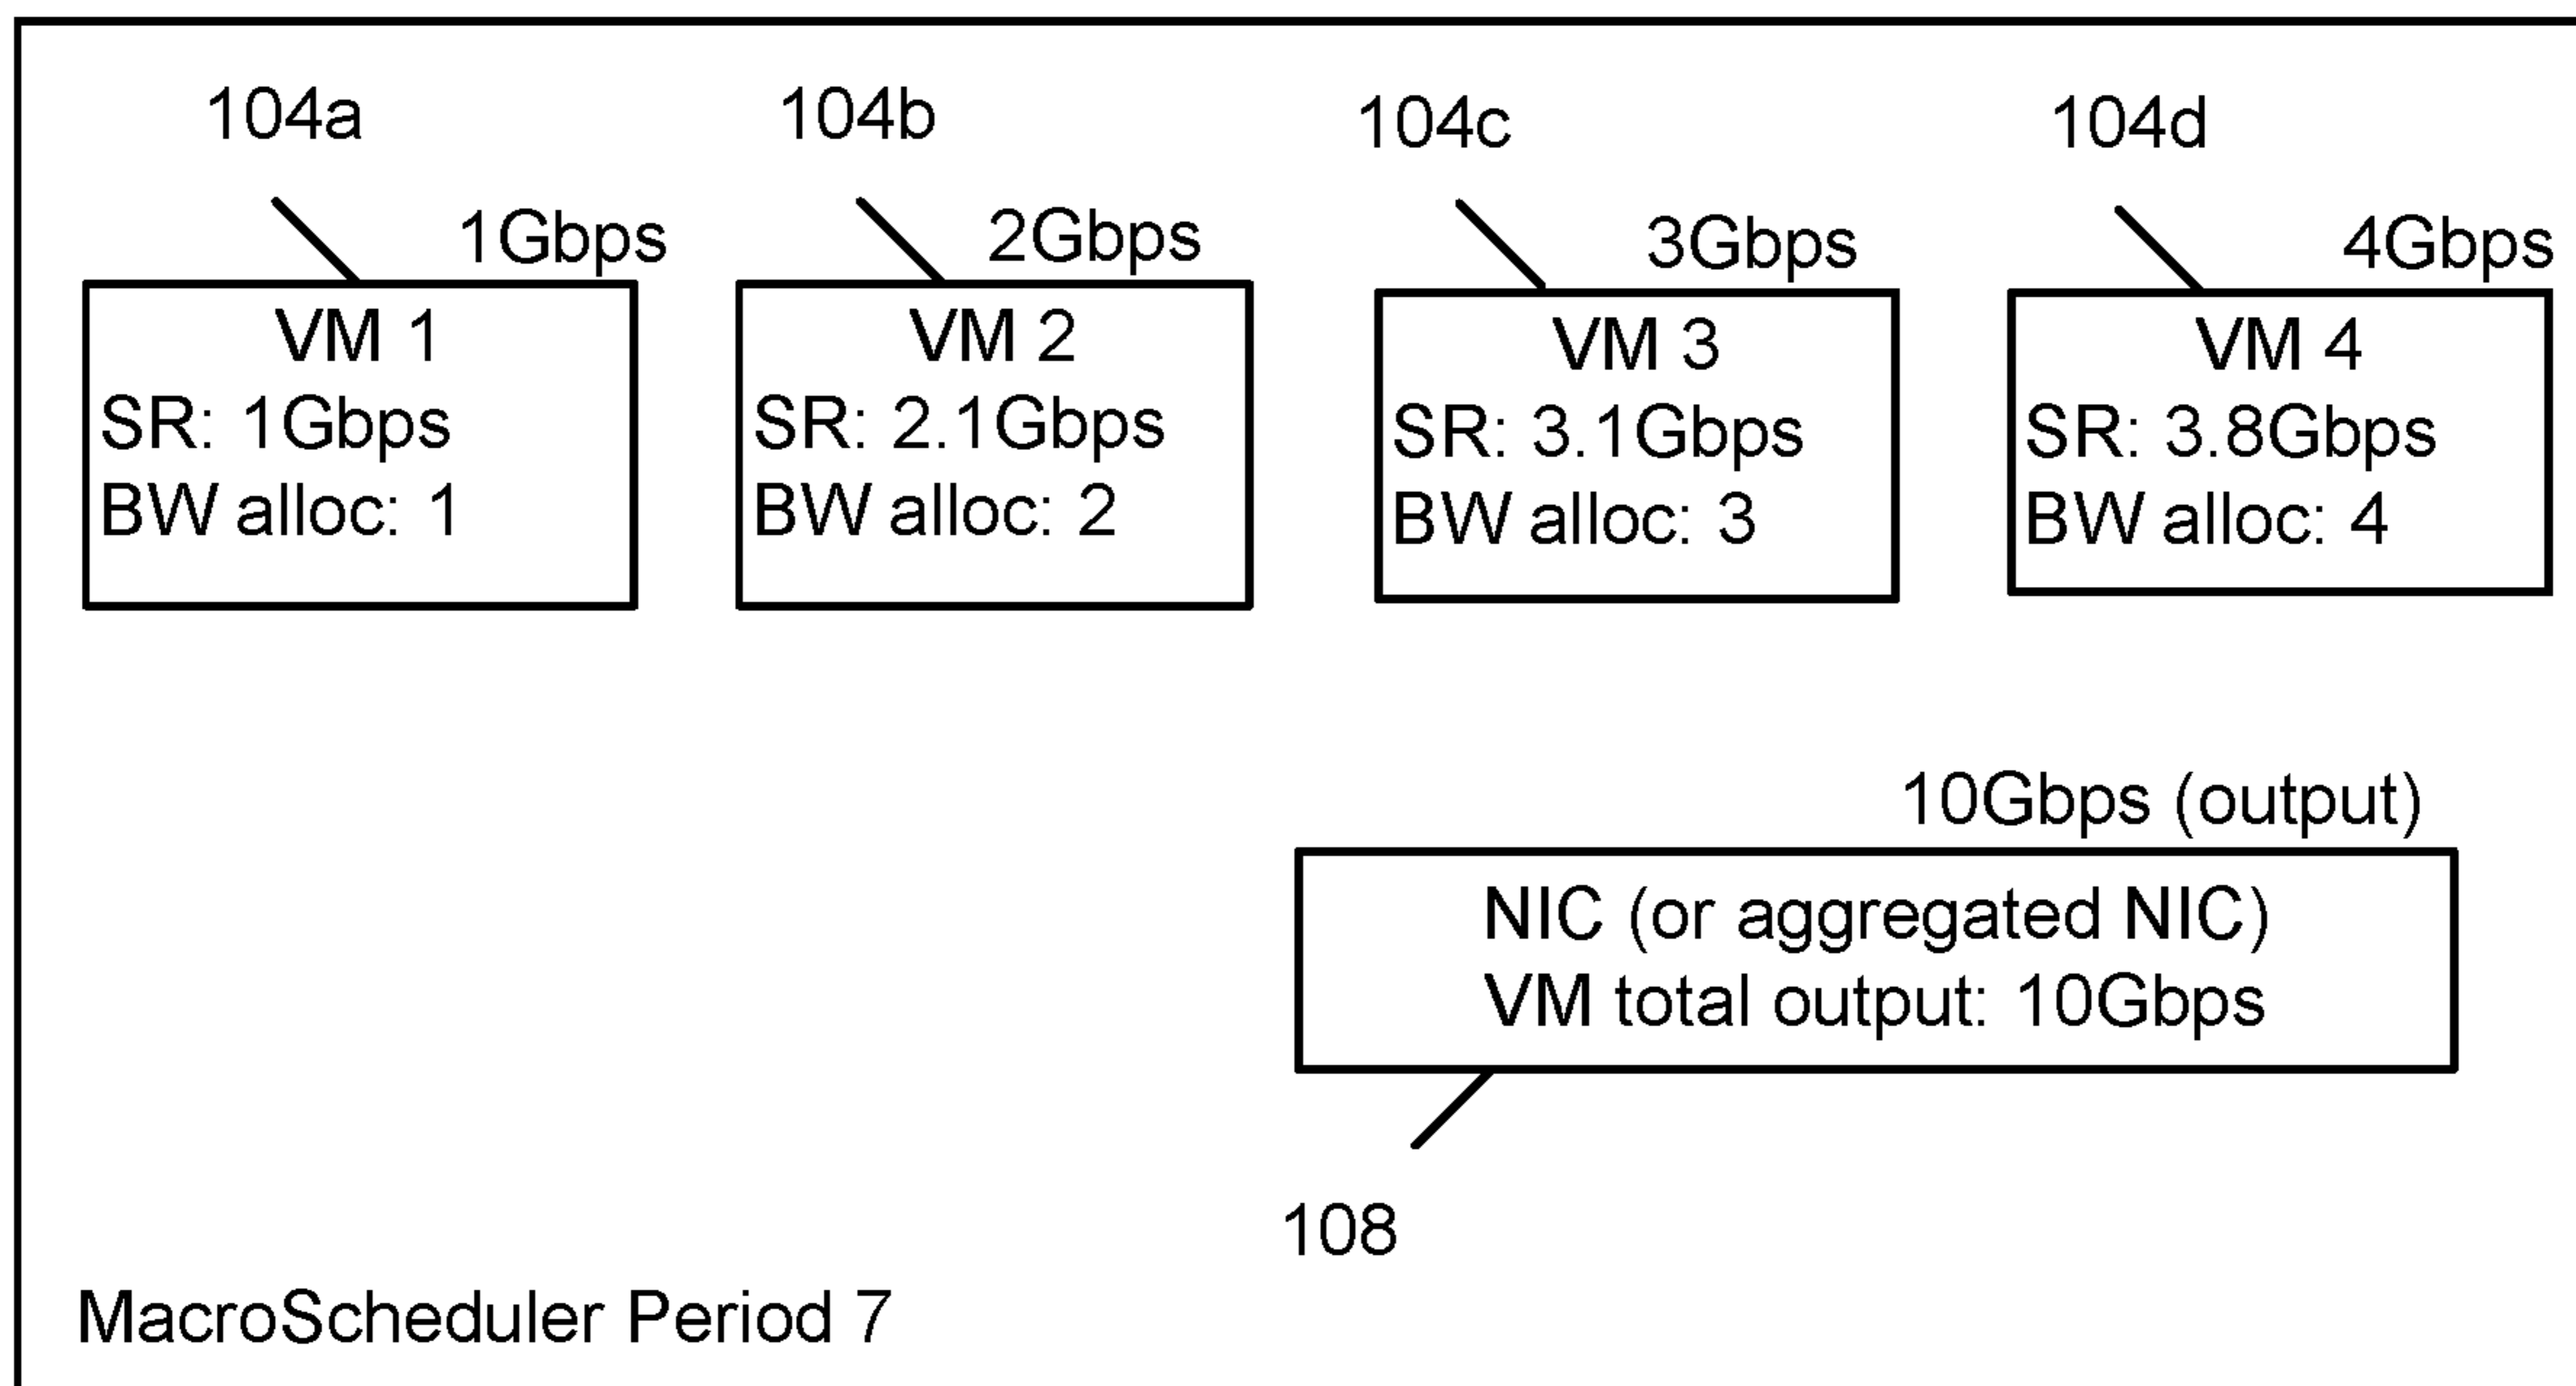 104a
104b
104c
104d
1Gbps
2Gbps
3Gbps
4Gbps
VM 1
SR: 1Gbps
BW alloc: 1
VM 2
SR: 2.1Gbps
BW alloc: 2
VM 3
SR: 3.1Gbps
BW alloc: 3
VM 4
SR: 3.8Gbps
BW alloc: 4
10Gbps (output)
NIC (or aggregated NIC)
VM total output: 10Gbps
108
MacroScheduler Period 7